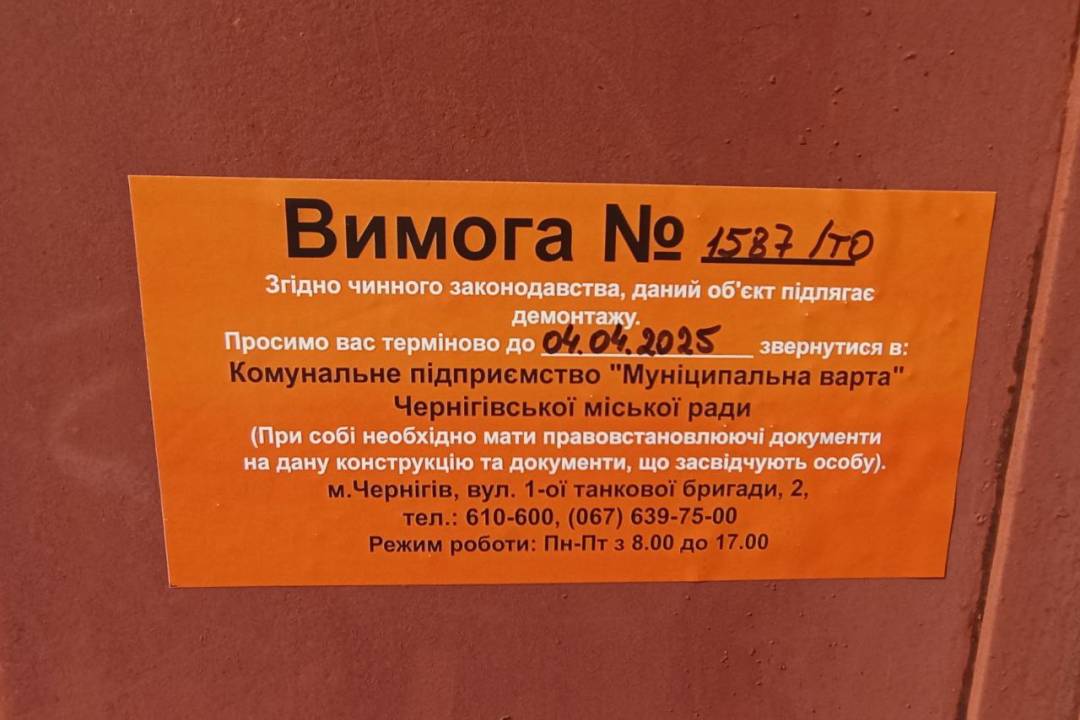 Вимога № 1587/ТО
Згідно чинного законодавства, даний об'єкт підлягає
демонтажу.
Просимо вас терміново до 04.04.2025 звернутися в:
Комунальне підприємство "Муніципальна варта"
Чернігівської міської ради
(При собі необхідно мати правовстановлюючі документи
на дану конструкцію та документи, що засвідчують особу).
м.Чернігів, вул. 1-ої танкової бригади, 2,
тел.: 610-600, (067) 639-75-00
Режим роботи: Пн-Пт з 8.00 до 17.00